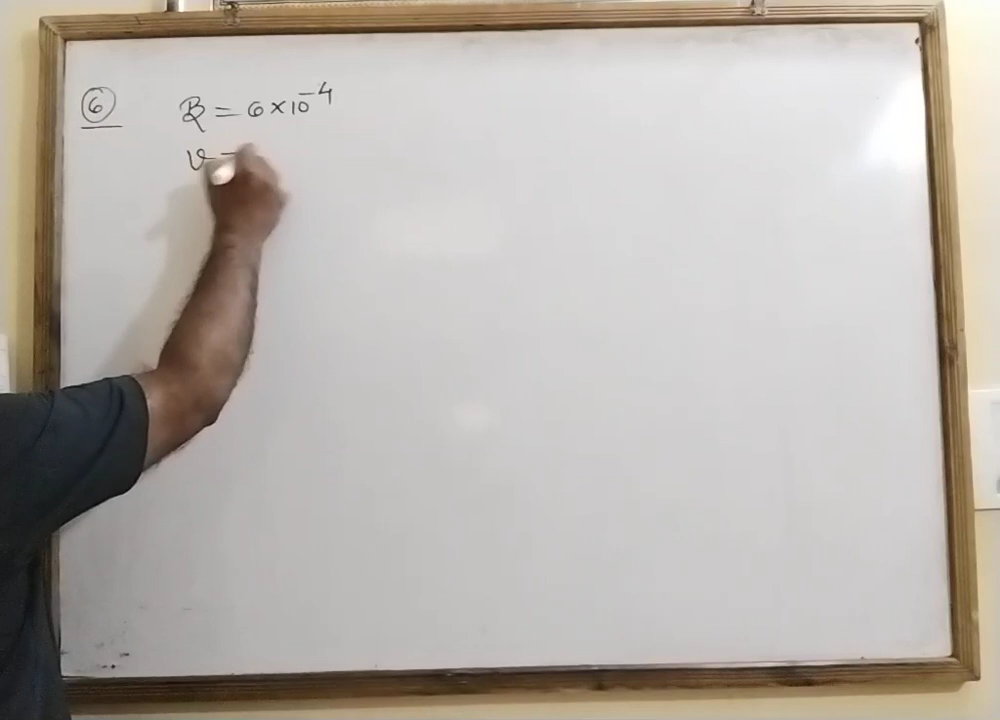 ⑥ B = 6×10⁻⁴
v =